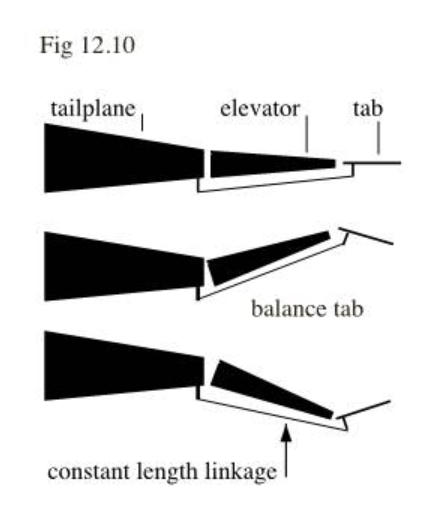 Fig 12.10
tailplane elevator tab
balance tab
constant length linkage